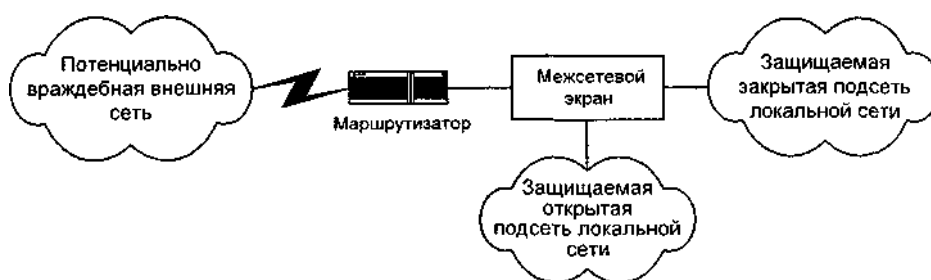 Потенциально
враждебная внешняя
сеть
Маршрутизатор
Межсетевой
экран
Защищаемая
закрытая подсеть
локальной сети
Защищаемая
открытая
подсеть локальной
сети